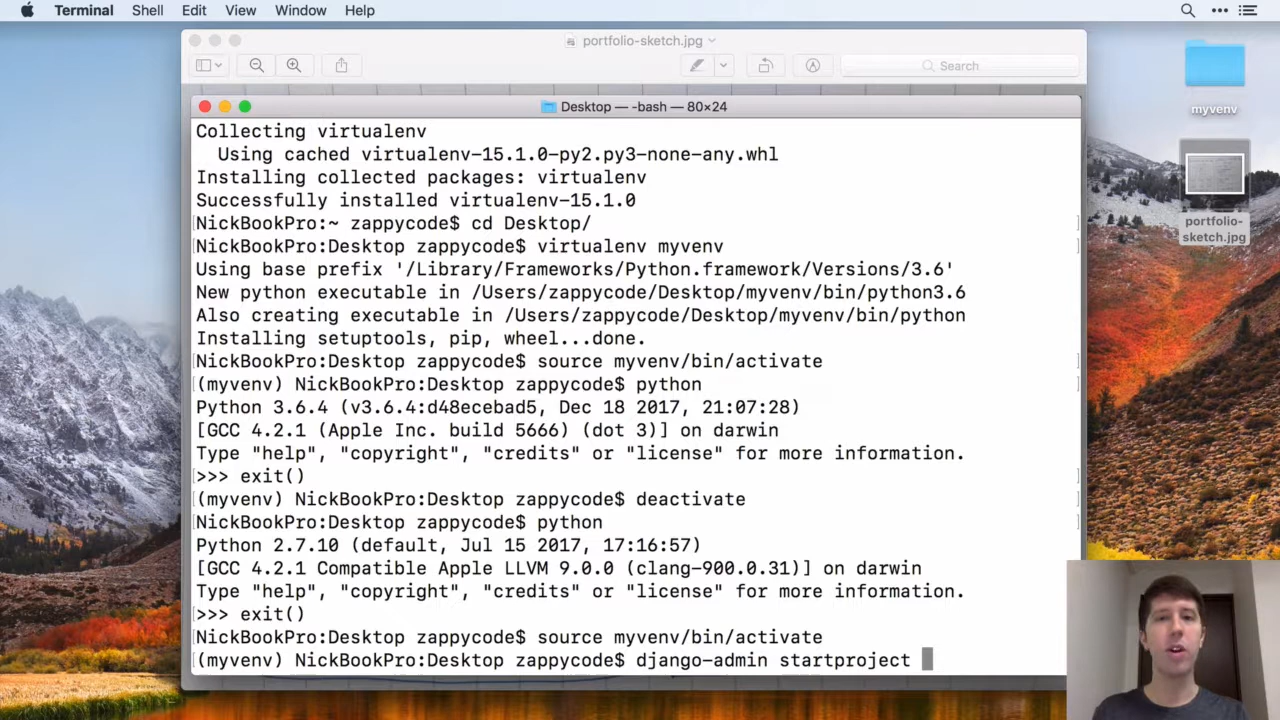 Terminal Shell Edit View Window Help
portfolio-sketch.jpg
Search
Desktop — -bash — 80×24
Collecting virtualenv
Using cached virtualenv-15.1.0-py2.py3-none-any.whl
Installing collected packages: virtualenv
Successfully installed virtualenv-15.1.0
NickBookPro:~ zappycode$ cd Desktop/
NickBookPro:Desktop zappycode$ virtualenv myvenv
Using base prefix '/Library/Frameworks/Python.framework/Versions/3.6'
New python executable in /Users/zappycode/Desktop/myvenv/bin/python3.6
Also creating executable in /Users/zappycode/Desktop/myvenv/bin/python
Installing setuptools, pip, wheel...done.
NickBookPro:Desktop zappycode$ source myvenv/bin/activate
(myvenv) NickBookPro:Desktop zappycode$ python
Python 3.6.4 (v3.6.4:d48ecebad5, Dec 18 2017, 21:07:28)
[GCC 4.2.1 (Apple Inc. build 5666) (dot 3)] on darwin
Type "help", "copyright", "credits" or "license" for more information.
>>> exit()
(myvenv) NickBookPro:Desktop zappycode$ deactivate
NickBookPro:Desktop zappycode$ python
Python 2.7.10 (default, Jul 15 2017, 17:16:57)
[GCC 4.2.1 Compatible Apple LLVM 9.0.0 (clang-900.0.31)] on darwin
Type "help", "copyright", "credits" or "license" for more information.
>>> exit()
NickBookPro:Desktop zappycode$ source myvenv/bin/activate
(myvenv) NickBookPro:Desktop zappycode$ django-admin startproject
myvenv
portfolio-
sketch.jpg